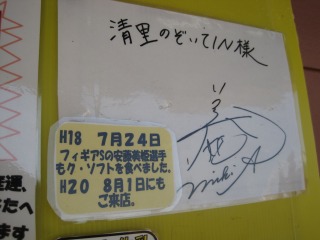 清里のぞいてIN様
miki A
H18 7月24日
フィギアSの安藤美姫選手
もク・ソフトを食べました。
H20 8月1日にも
ご来店。